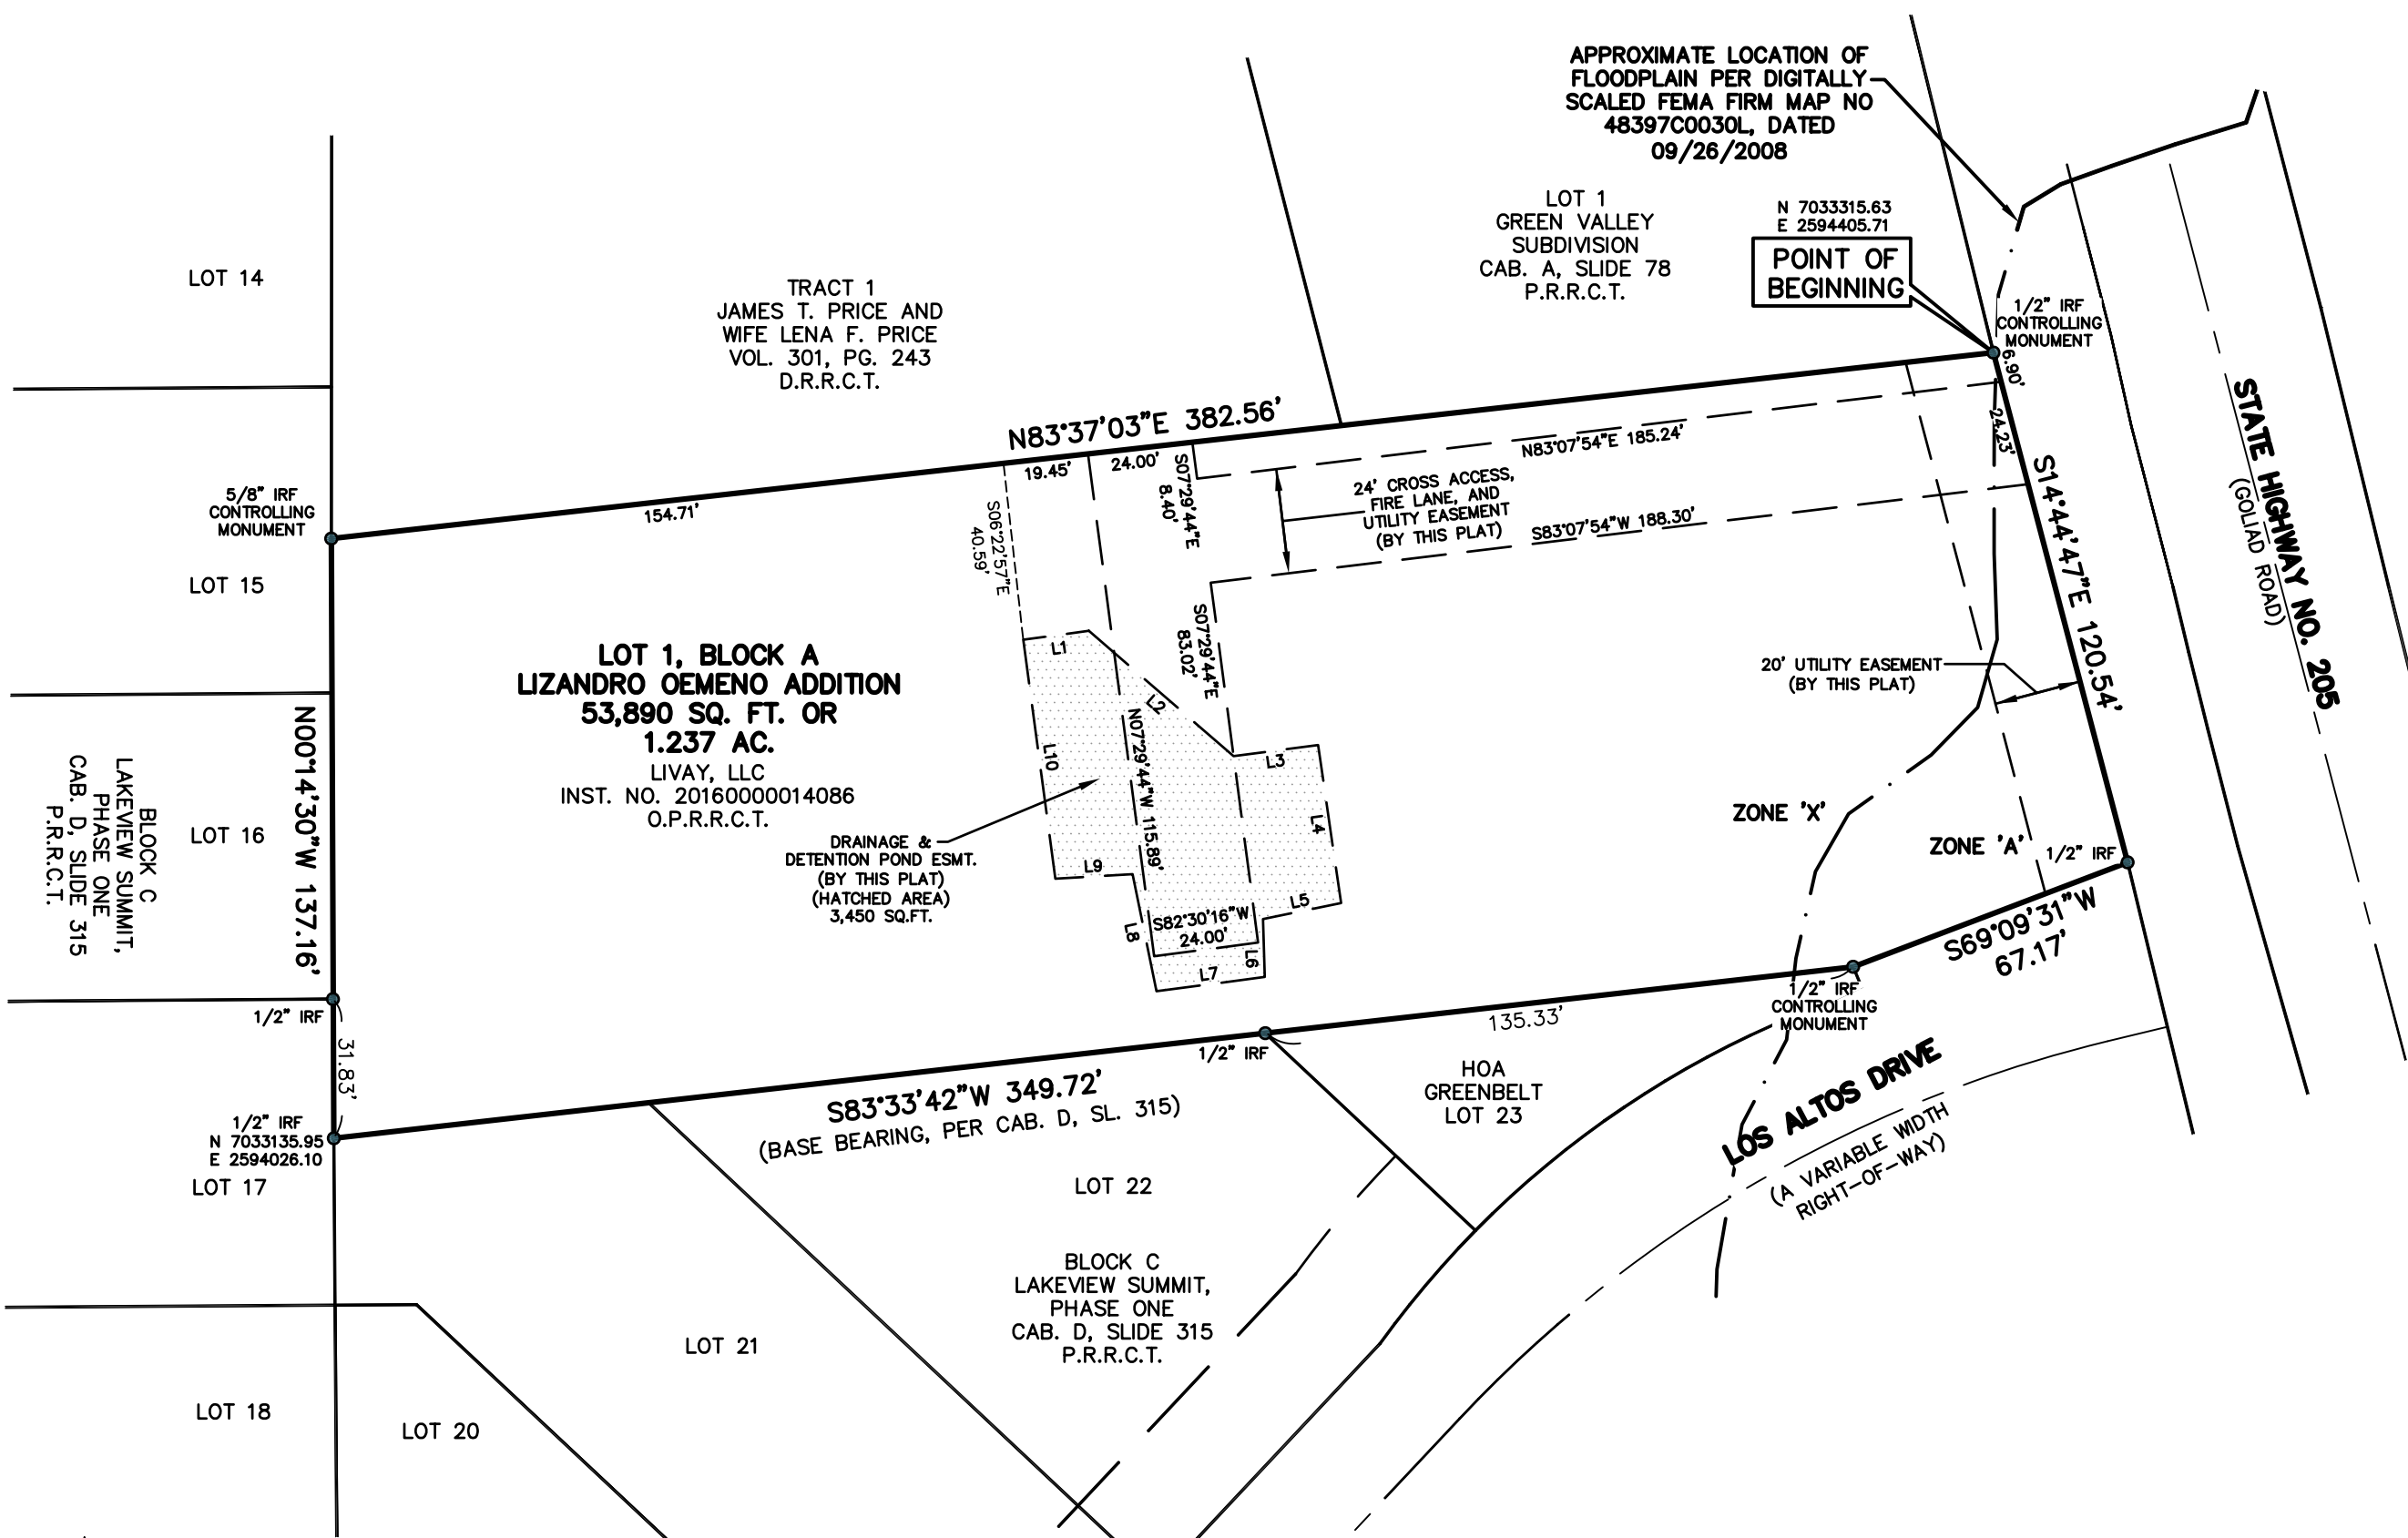 APPROXIMATE LOCATION OF
FLOODPLAIN PER DIGITALLY
SCALED FEMA FIRM MAP NO
48397C0030L, DATED
09/26/2008
LOT 1
GREEN VALLEY
SUBDIVISION
CAB. A, SLIDE 78
P.R.R.C.T.
N 7033315.63
E 2594405.71
POINT OF
BEGINNING
1/2" IRF
CONTROLLING
MONUMENT
6.90'
24.23'
LOT 14
TRACT 1
JAMES T. PRICE AND
WIFE LENA F. PRICE
VOL. 301, PG. 243
D.R.R.C.T.
N83°37'03"E 382.56'
154.71'
19.45'
24.00'
S07°29'44"E
8.40'
N83°07'54"E 185.24'
24' CROSS ACCESS,
FIRE LANE, AND
UTILITY EASEMENT
(BY THIS PLAT)
S83°07'54"W 188.30'
S06°22'57"E
40.59'
5/8" IRF
CONTROLLING
MONUMENT
LOT 15
STATE HIGHWAY NO. 205
(GOLIAD ROAD)
S14°44'47"E 120.54'
S07°29'44"E
83.02'
LOT 1, BLOCK A
LIZANDRO OEMENO ADDITION
53,890 SQ. FT. OR
1.237 AC.
LIVAY, LLC
INST. NO. 20160000014086
O.P.R.R.C.T.
20' UTILITY EASEMENT
(BY THIS PLAT)
L1
L2
L3
L4
L5
L6
L7
L8
L9
L10
N07°29'44"W 115.89'
S82°30'16"W
24.00'
DRAINAGE &
DETENTION POND ESMT.
(BY THIS PLAT)
(HATCHED AREA)
3,450 SQ.FT.
ZONE 'X'
ZONE 'A'
1/2" IRF
S69°09'31"W
67.17'
N00°14'30"W 137.16'
LOT 16
BLOCK C
LAKEVIEW SUMMIT,
PHASE ONE
CAB. D, SLIDE 315
P.R.R.C.T.
1/2" IRF
31.83'
1/2" IRF
N 7033135.95
E 2594026.10
LOT 17
1/2" IRF
CONTROLLING
MONUMENT
135.33'
1/2" IRF
S83°33'42"W 349.72'
(BASE BEARING, PER CAB. D, SL. 315)
HOA
GREENBELT
LOT 23
LOS ALTOS DRIVE
(A VARIABLE WIDTH
RIGHT-OF-WAY)
LOT 22
BLOCK C
LAKEVIEW SUMMIT,
PHASE ONE
CAB. D, SLIDE 315
P.R.R.C.T.
LOT 21
LOT 18
LOT 20